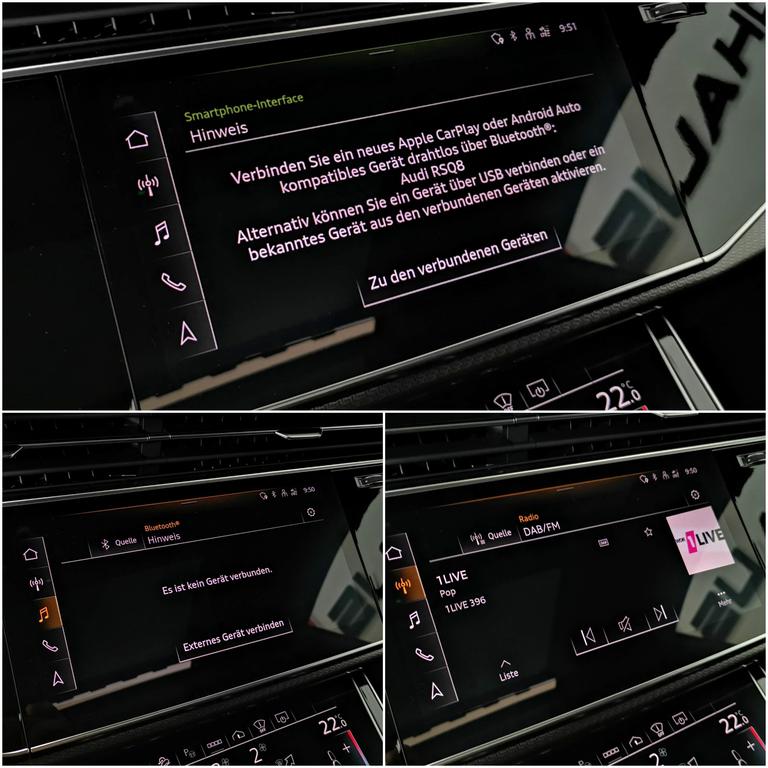 9:51
Smartphone-Interface
Hinweis
Verbinden Sie ein neues Apple CarPlay oder Android Auto
kompatibles Gerät drahtlos über Bluetooth®:
Audi RSQ8
Alternativ können Sie ein Gerät über USB verbinden oder ein
bekanntes Gerät aus den verbundenen Geräten aktivieren.
Zu den verbundenen Geräten
22.0 °C
9:50
Bluetooth®
Quelle
Hinweis
Es ist kein Gerät verbunden.
Externes Gerät verbinden
2
22.0
9:50
Radio
Quelle
DAB/FM
1LIVE
Pop
1LIVE 396
WDR 1LIVE
Mehr
Liste
2
22.0